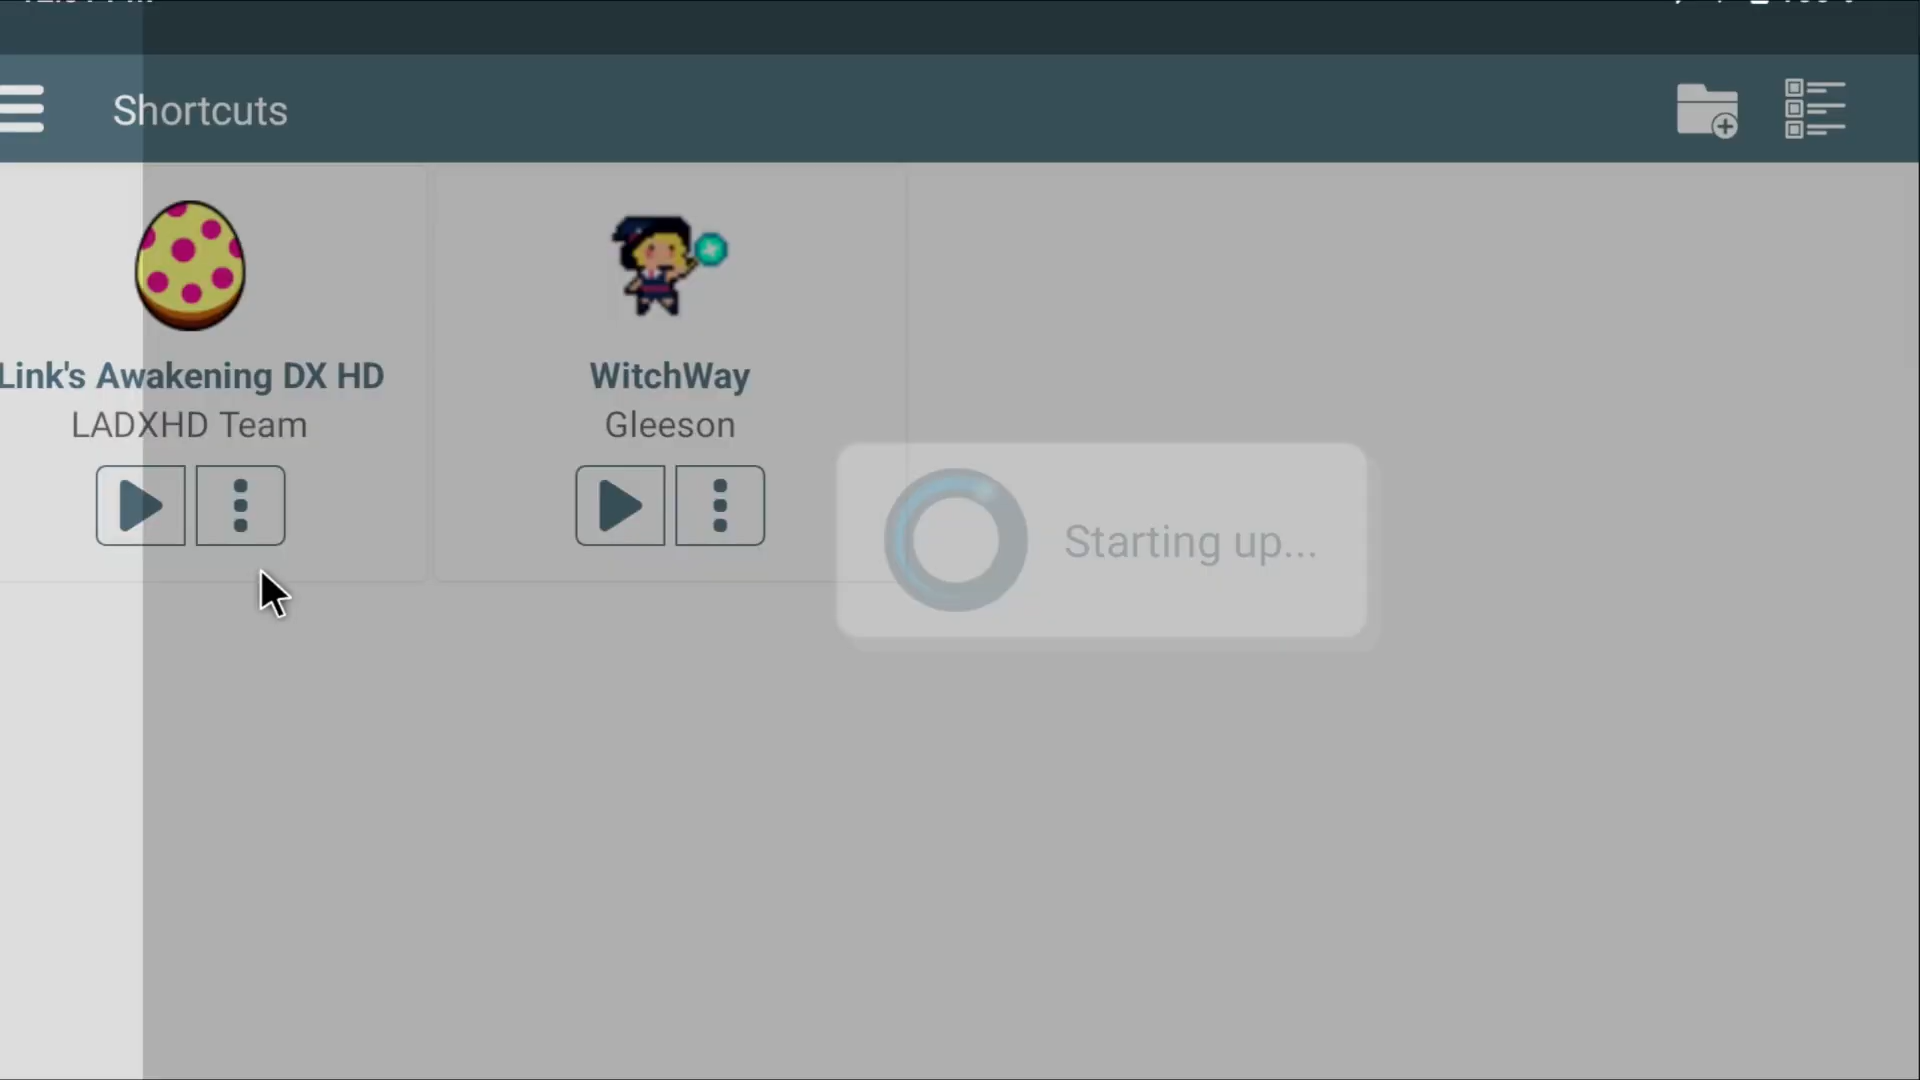 Shortcuts
Link's Awakening DX HD
LADXHD Team
WitchWay
Gleeson
Starting up...